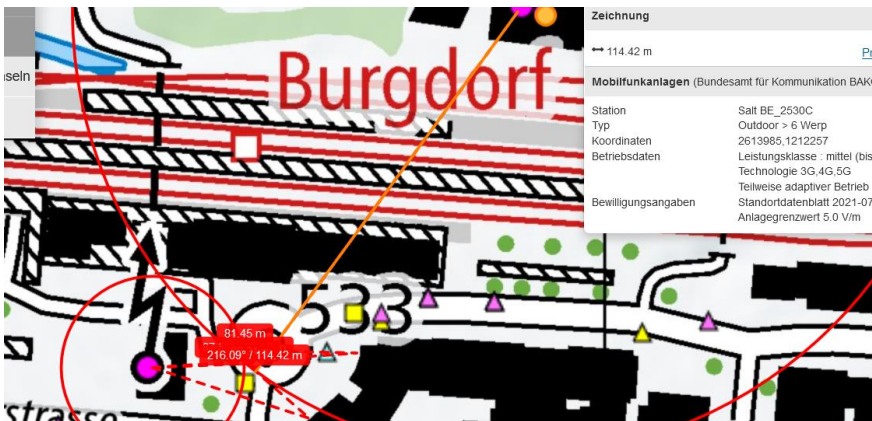 Zeichnung
114.42 m
Mobilfunkanlagen (Bundesamt für Kommunikation BAK
Station Salt BE_2530C
Typ Outdoor > 6 Werp
Koordinaten 2613985,1212257
Betriebsdaten Leistungsklasse : mittel (bis
Technologie 3G,4G,5G
Teilweise adaptiver Betrieb
Bewilligungsangaben Standortdatenblatt 2021-07
Anlagegrenzwert 5.0 V/m
seln
Burgdorf
533
81.45 m
216.09° / 114.42 m
strasse